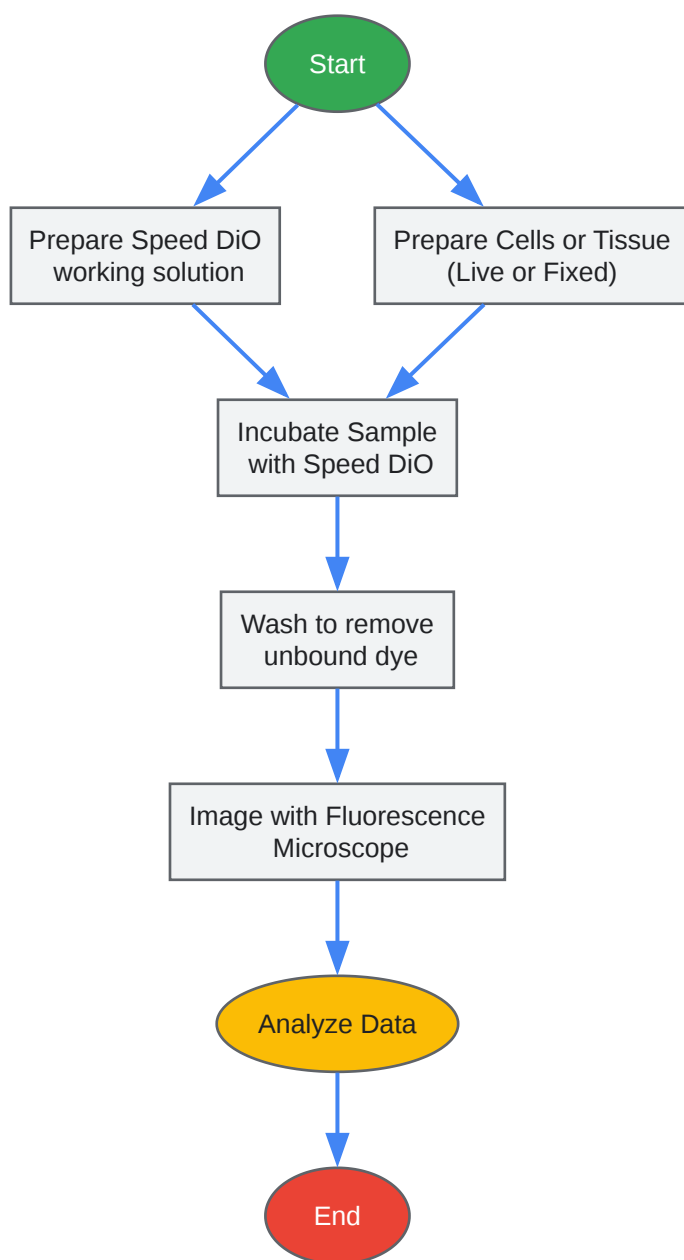 Start
Prepare Speed DiO
working solution
Prepare Cells or Tissue
(Live or Fixed)
Incubate Sample
with Speed DiO
Wash to remove
unbound dye
Image with Fluorescence
Microscope
Analyze Data
End